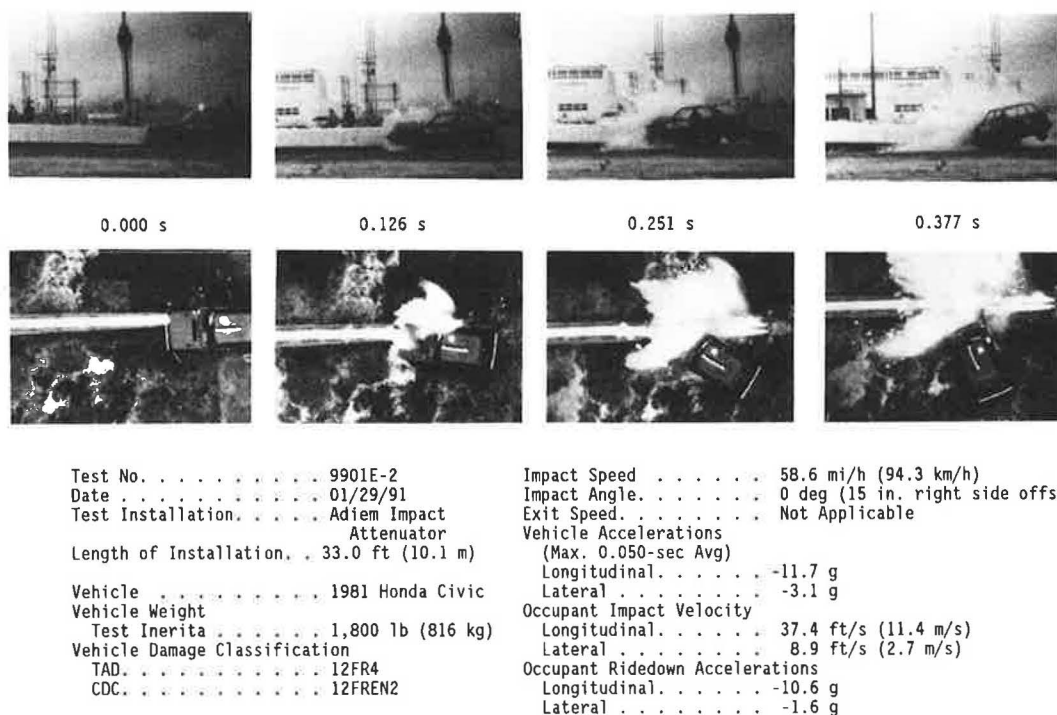 0.000 s 0.126 s 0.251 s 0.377 s
Test No. . . . . . . . . . . 9901E-2
Date . . . . . . . . . . . . 01/29/91
Test Installation. . . . . Adiem Impact
Attenuator
Length of Installation. . 33.0 ft (10.1 m)
Vehicle . . . . . . . . . . 1981 Honda Civic
Vehicle Weight
Test Inerita . . . . . . 1,800 lb (816 kg)
Vehicle Damage Classification
TAD. . . . . . . . . . . . 12FR4
CDC. . . . . . . . . . . . 12FREN2
Impact Speed . . . . . . 58.6 mi/h (94.3 km/h)
Impact Angle. . . . . . . 0 deg (15 in. right side offs
Exit Speed. . . . . . . . Not Applicable
Vehicle Accelerations
(Max. 0.050-sec Avg)
Longitudinal. . . . . . -11.7 g
Lateral . . . . . . . . -3.1 g
Occupant Impact Velocity
Longitudinal. . . . . . 37.4 ft/s (11.4 m/s)
Lateral . . . . . . . . 8.9 ft/s (2.7 m/s)
Occupant Ridedown Accelerations
Longitudinal. . . . . . . -10.6 g
Lateral . . . . . . . . -1.6 g